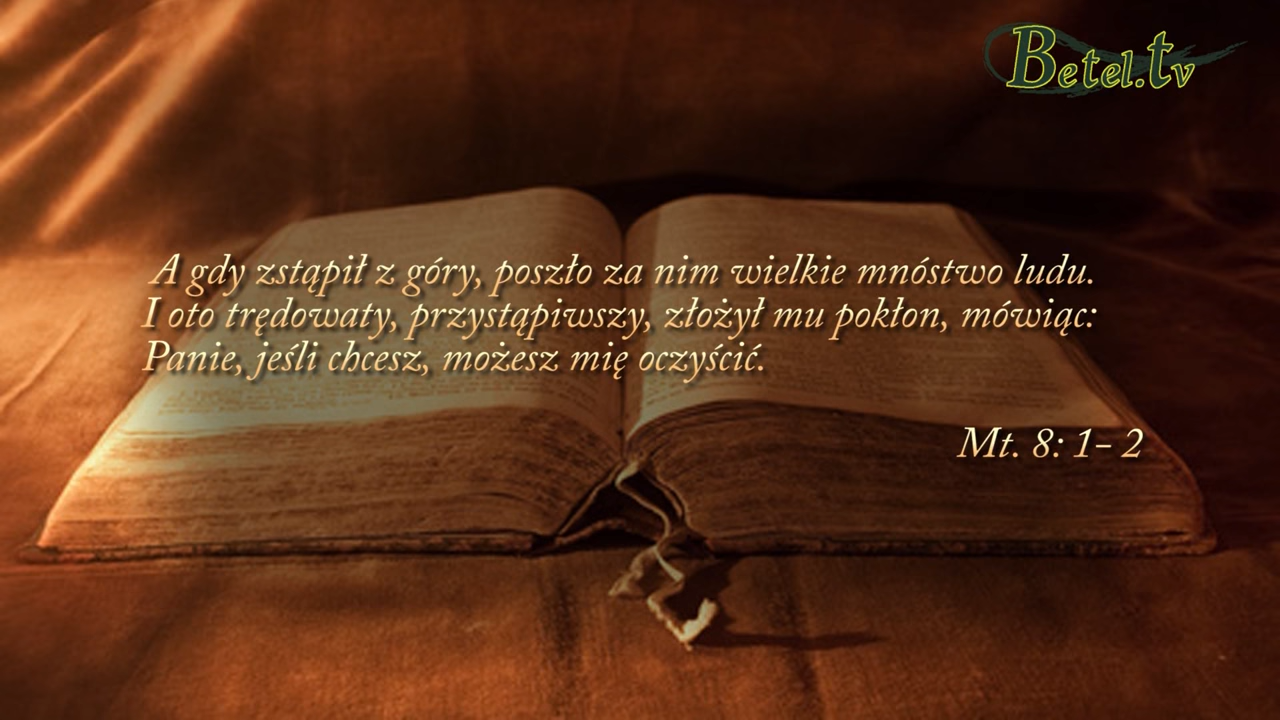 Betel.tv
A gdy zstąpił z góry, poszło za nim wielkie mnóstwo ludu.
I oto trędowaty, przystąpiwszy, złożył mu pokłon, mówiąc:
Panie, jeśli chcesz, możesz mię oczyścić.
Mt. 8: 1- 2